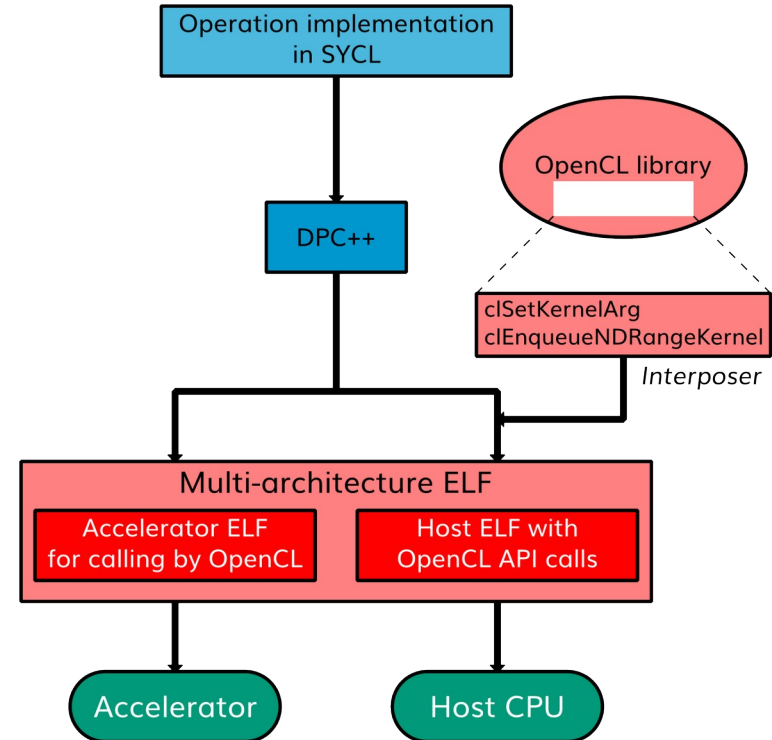 Operation implementation
in SYCL
OpenCL library
DPC++
clSetKernelArg
clEnqueueNDRangeKernel
Interposer
Multi-architecture ELF
Accelerator ELF
for calling by OpenCL
Host ELF with
OpenCL API calls
Accelerator
Host CPU